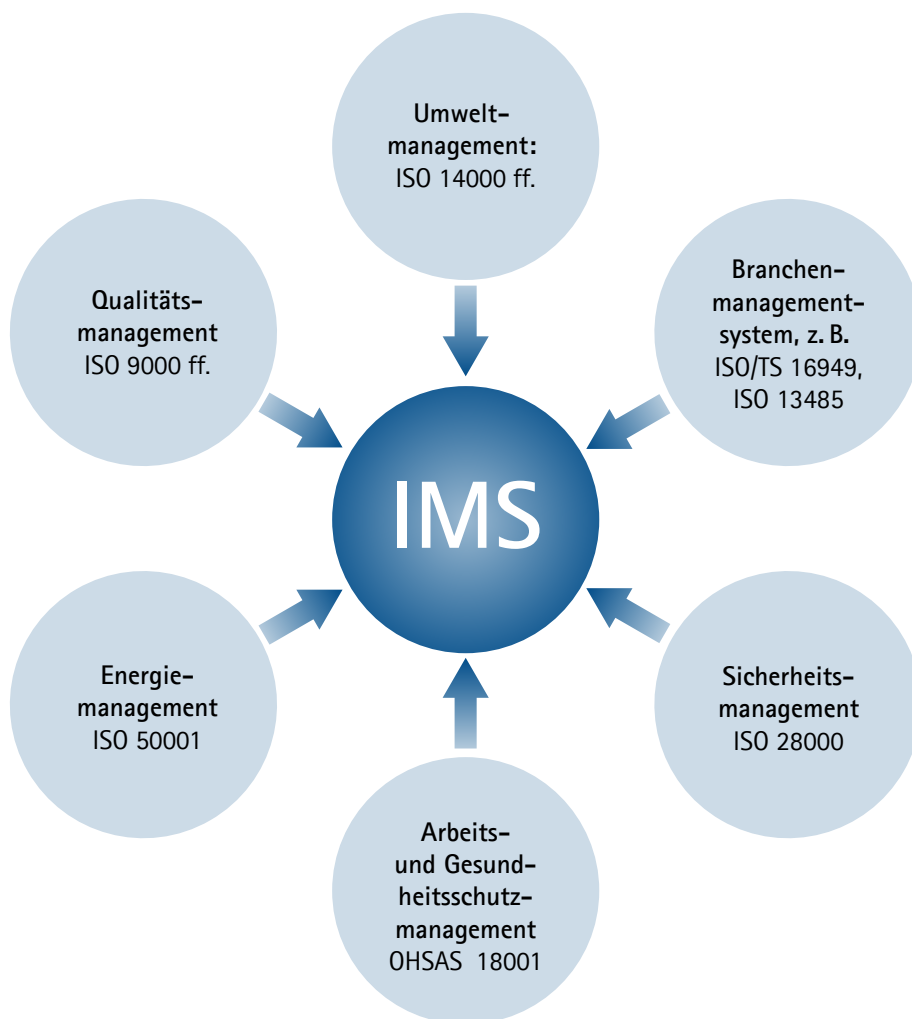 Umwelt-
management:
ISO 14000 ff.
Qualitäts-
management
ISO 9000 ff.
Branchen-
management-
system, z. B.
ISO/TS 16949,
ISO 13485
IMS
Energie-
management
ISO 50001
Sicherheits-
management
ISO 28000
Arbeits-
und Gesund-
heitsschutz-
management
OHSAS 18001